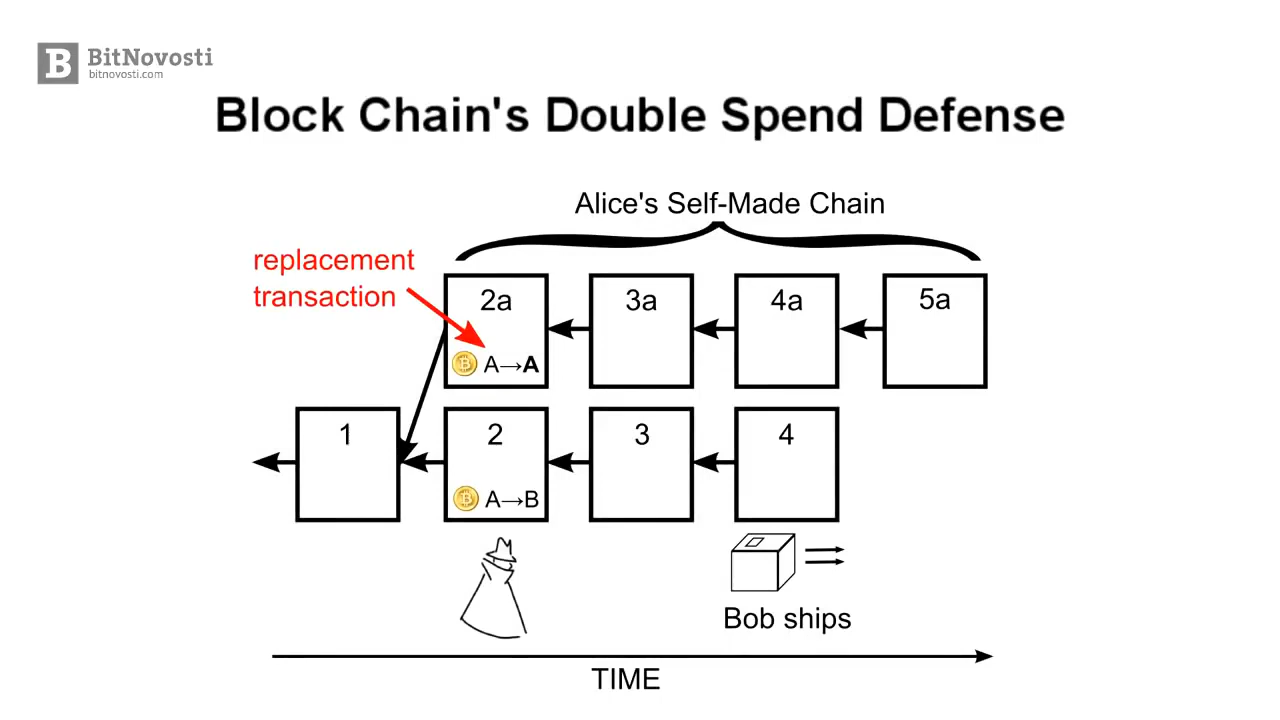 B BitNovosti
bitnovosti.com
Block Chain's Double Spend Defense
Alice's Self-Made Chain
replacement
transaction
2a
3a
4a
5a
B A→A
1
2
3
4
B A→B
Bob ships
TIME